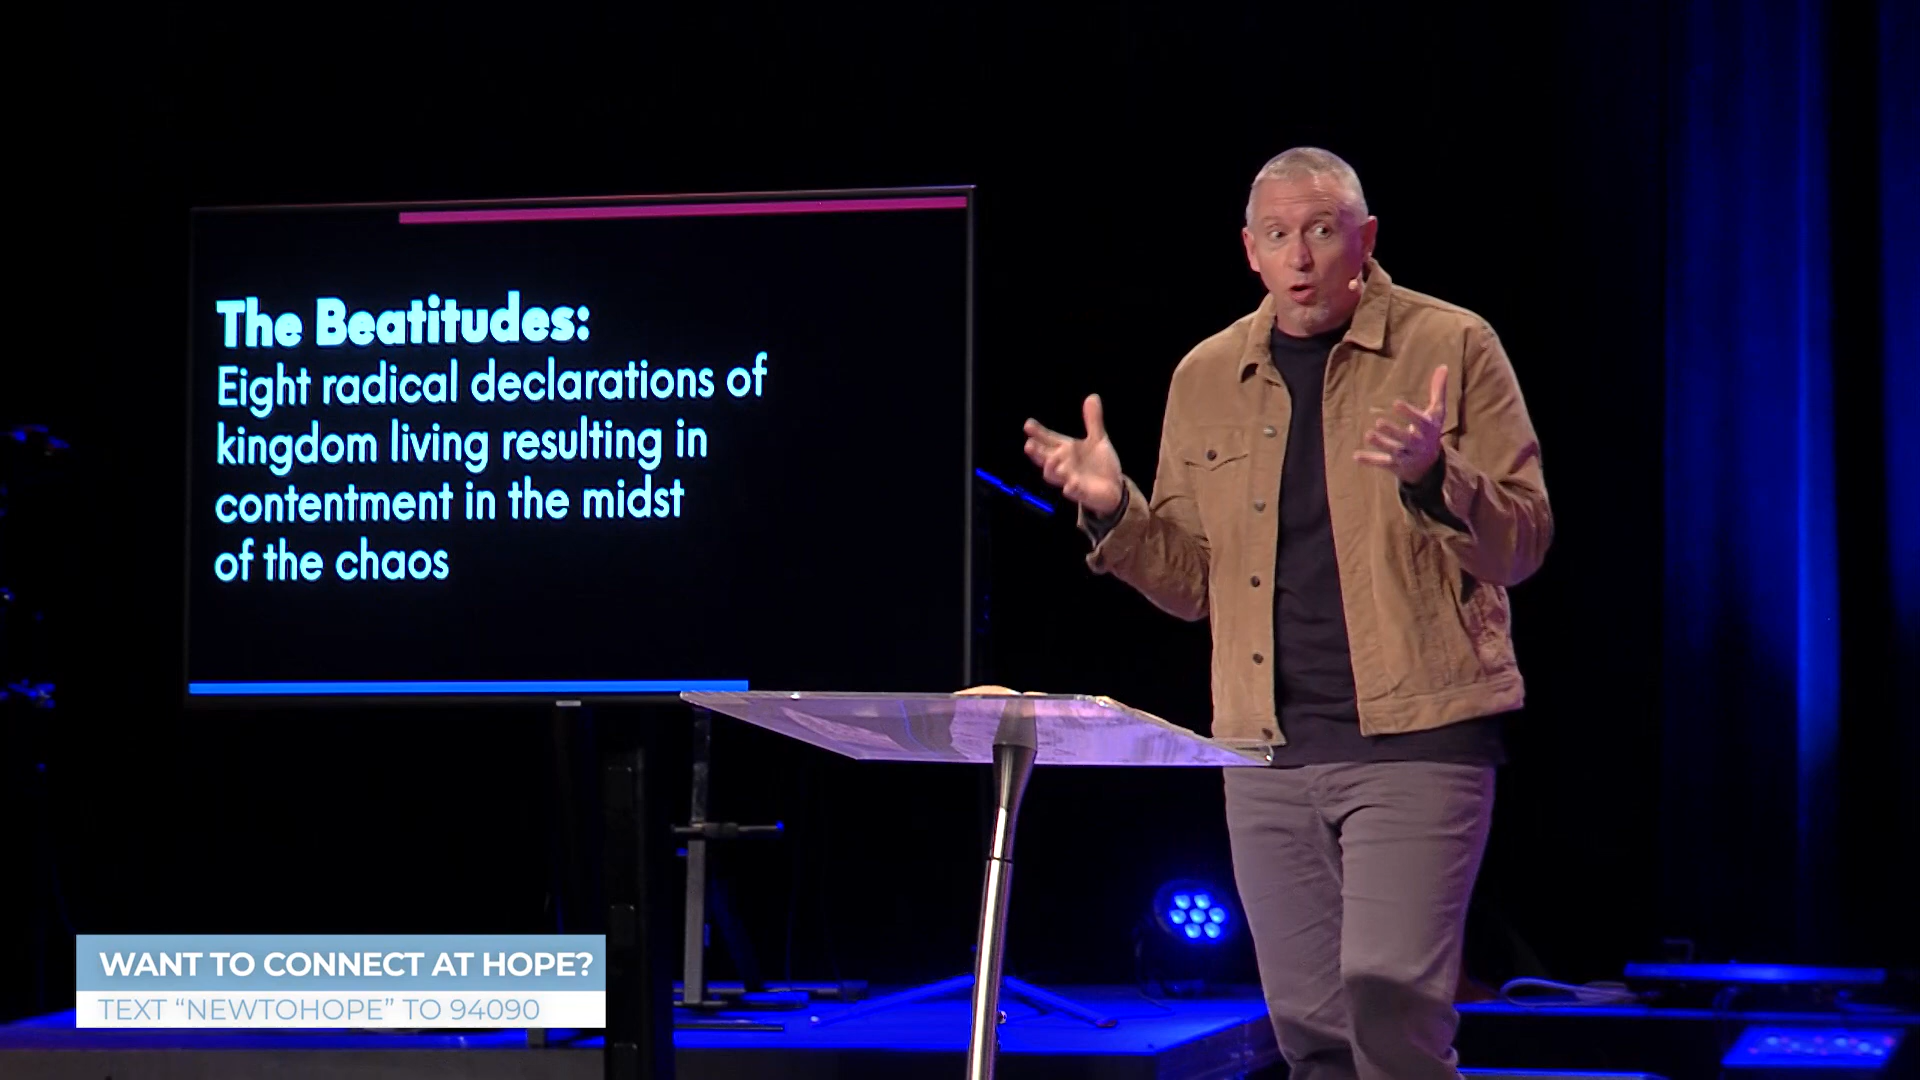 The Beatitudes:
Eight radical declarations of
kingdom living resulting in
contentment in the midst
of the chaos
WANT TO CONNECT AT HOPE?
TEXT “NEWTOHOPE” TO 94090